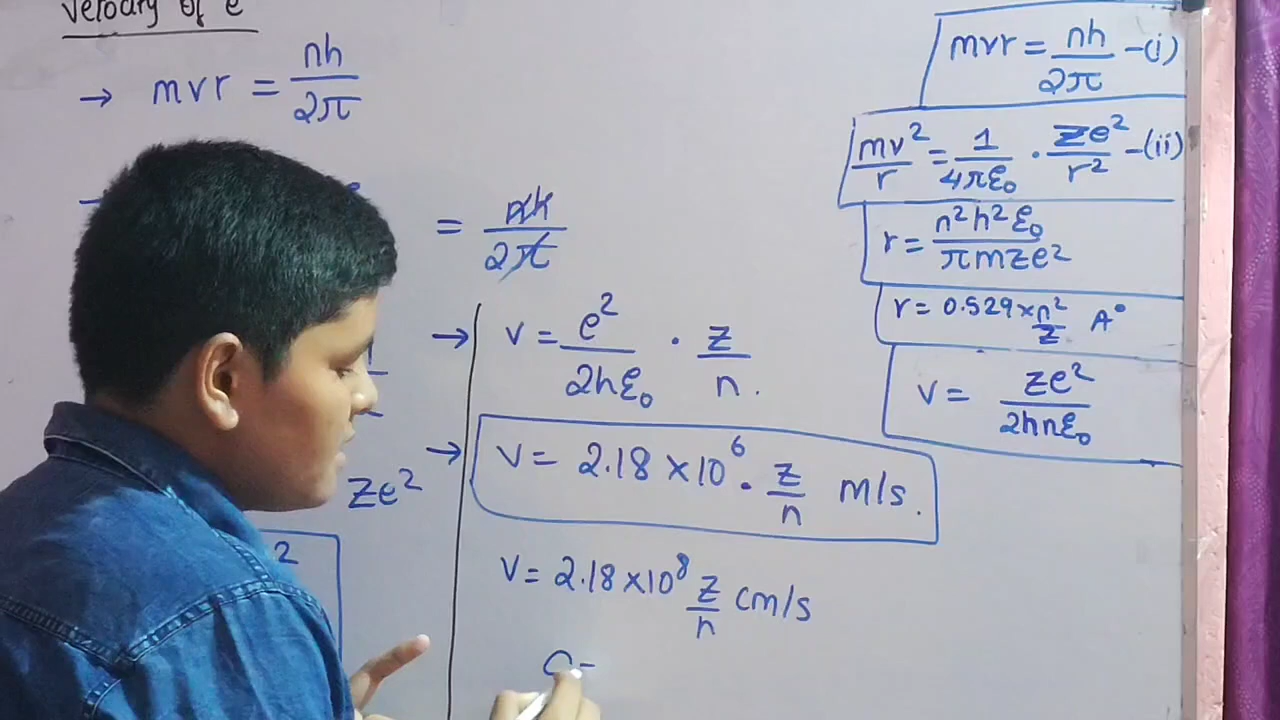 velocity of e
→ mvr = nh/2π
= nh/2π
→ v = e²/2hε₀ · z/n.
→ v = 2.18 × 10⁶ · z/n m/s.
v = 2.18 × 10⁸ z/n cm/s
ze²
2
mvr = nh/2π -(i)
mv²/r = 1/4πε₀ · ze²/r² -(ii)
r = n²h²ε₀/πmze²
r = 0.529 × n²/z A°
v = ze²/2hnε₀